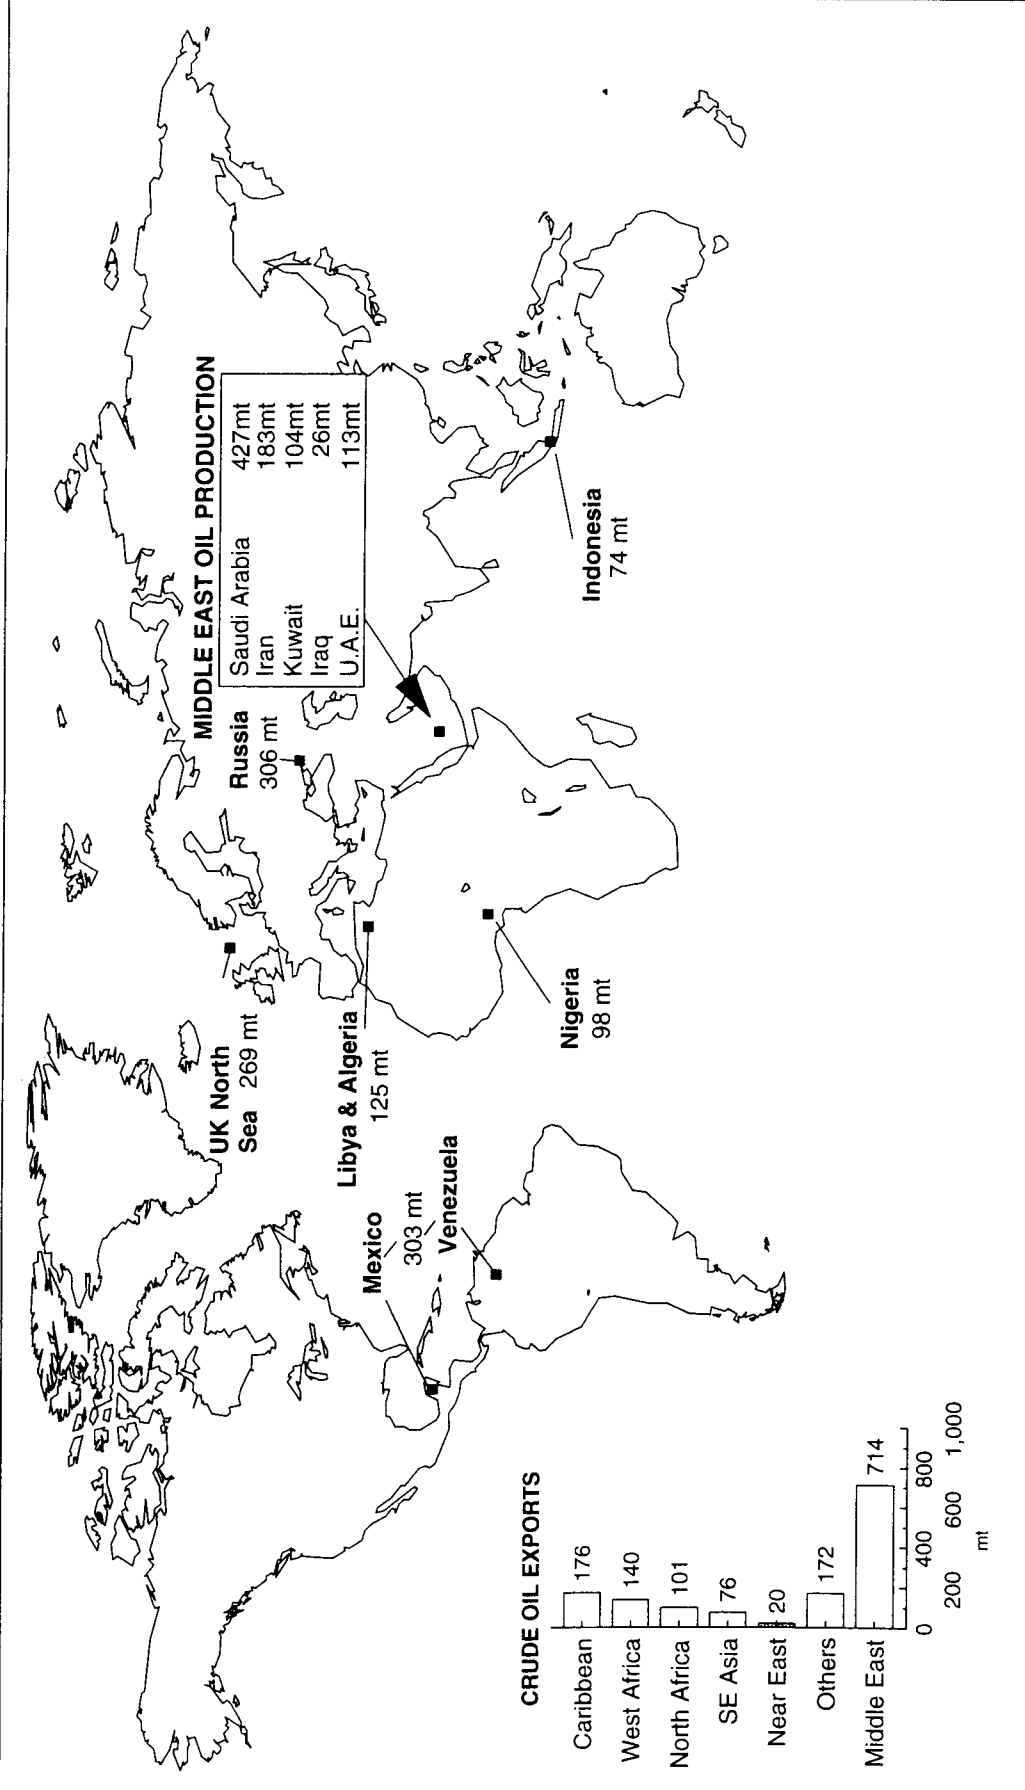 MIDDLE EAST OIL PRODUCTION
Saudi Arabia 427mt
Iran 183mt
Kuwait 104mt
Iraq 26mt
U.A.E. 113mt
Russia
306 mt
UK North
Sea 269 mt
Libya & Algeria
125 mt
Mexico
303 mt
Venezuela
Nigeria
98 mt
Indonesia
74 mt
CRUDE OIL EXPORTS
Caribbean 176
West Africa 140
North Africa 101
SE Asia 76
Near East 20
Others 172
Middle East 714
0 200 400 600 800 1,000
mt